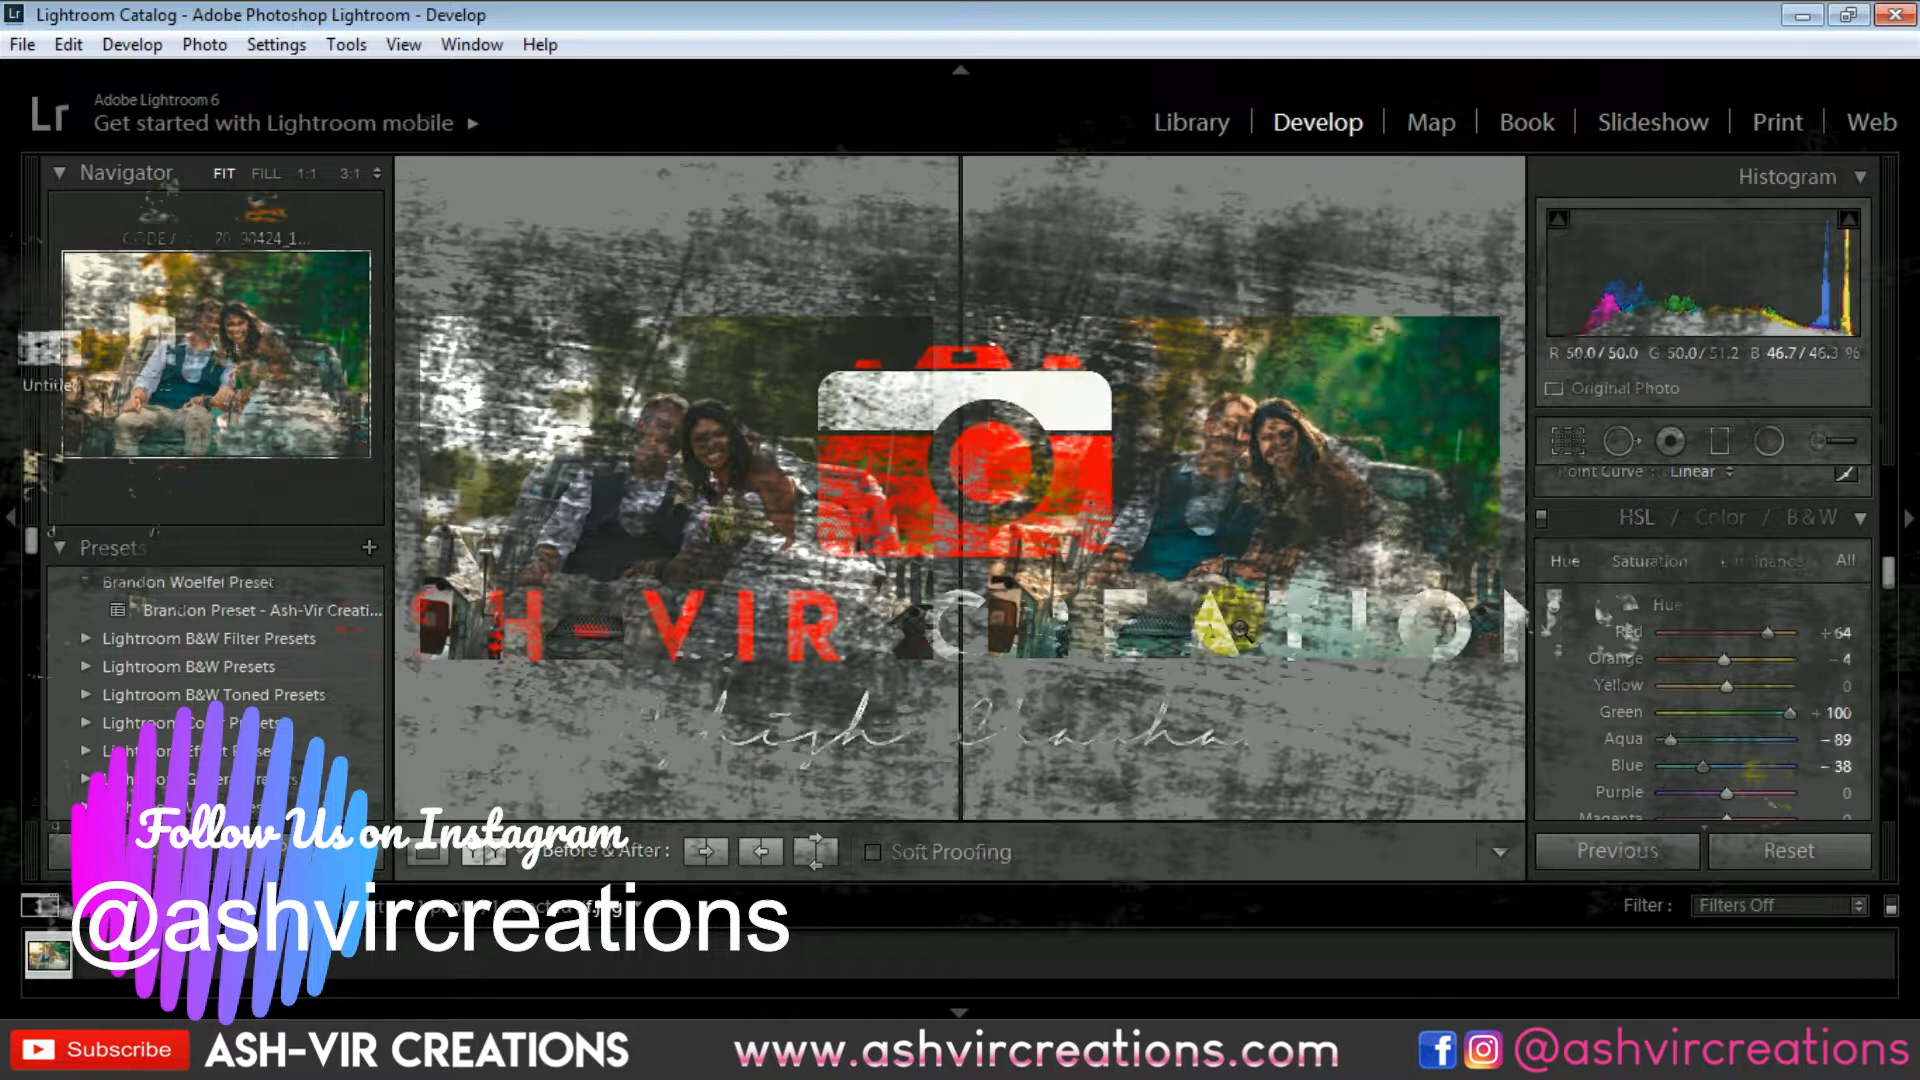 Lightroom Catalog - Adobe Photoshop Lightroom - Develop
File Edit Develop Photo Settings Tools View Window Help
Lr
Adobe Lightroom 6
Get started with Lightroom mobile
Library | Develop | Map | Book | Slideshow | Print | Web
Navigator FIT FILL 1:1 3:1
Histogram
R 50.0 / 50.0 G 50.0 / 51.2 B 46.7 / 46.3 %
Original Photo
Point Curve : Linear
HSL / Color / B & W
Hue Saturation Luminance All
Hue
Red + 64
Orange - 4
Yellow 0
Green + 100
Aqua - 89
Blue - 38
Purple 0
Magenta 0
Presets
Brandon Woelfel Preset
Brandon Preset - Ash-Vir Creati...
Lightroom B&W Filter Presets
Lightroom B&W Presets
Lightroom B&W Toned Presets
SH VIR CREATION
Follow Us on Instagram
@ashvircreations
Before & After :
Soft Proofing
Previous Reset
Filter : Filters Off
Subscribe
ASH-VIR CREATIONS
www.ashvircreations.com
@ashvircreations